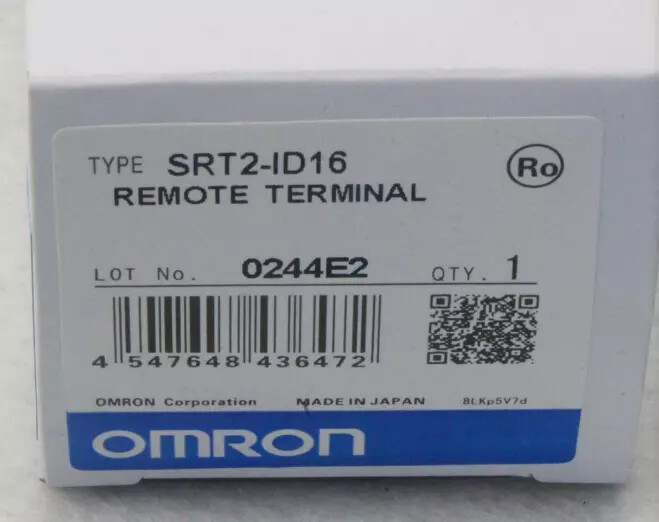 TYPE SRT2-ID16 Ro
REMOTE TERMINAL
LOT No. 0244E2 QTY. 1
4 547648 436472
OMRON Corporation MADE IN JAPAN 8LKp5V7d
OMRON